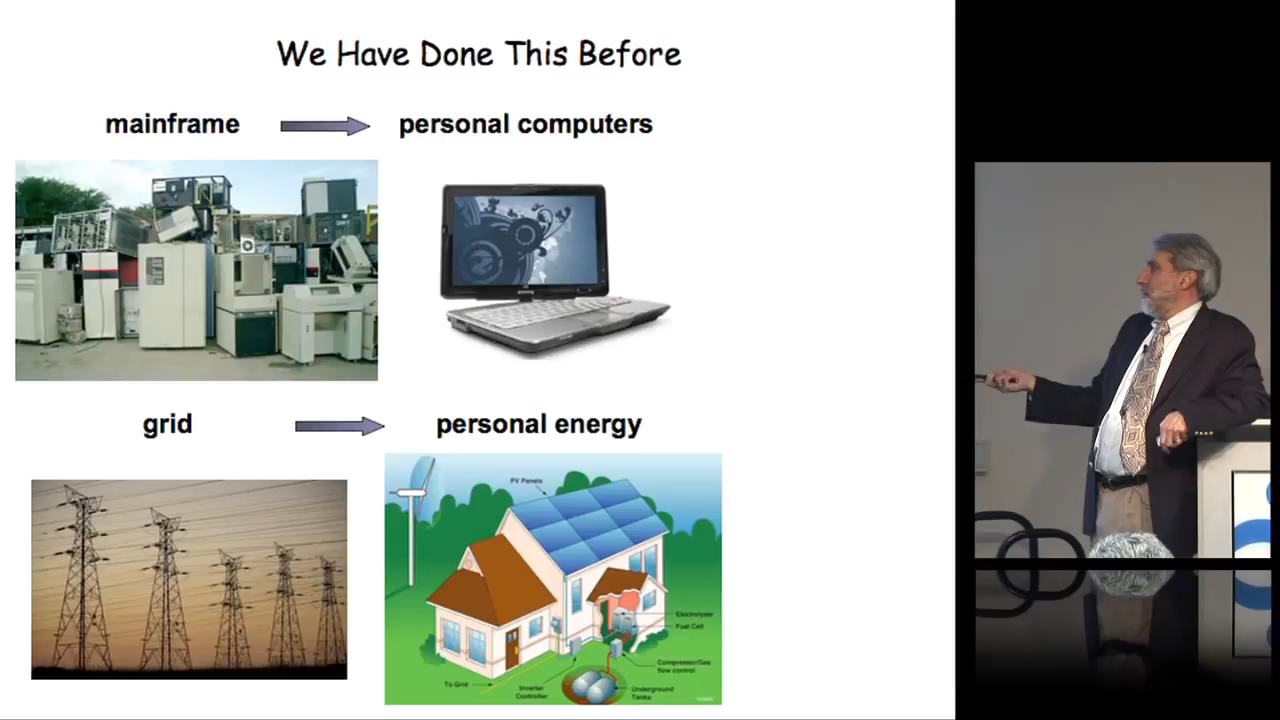 We Have Done This Before
mainframe
personal computers
grid
personal energy
PV Panels
Electrolyzer
Fuel Cell
Compressor/Gas
flow control
To Grid
Inverter
Controller
Underground
Tanks